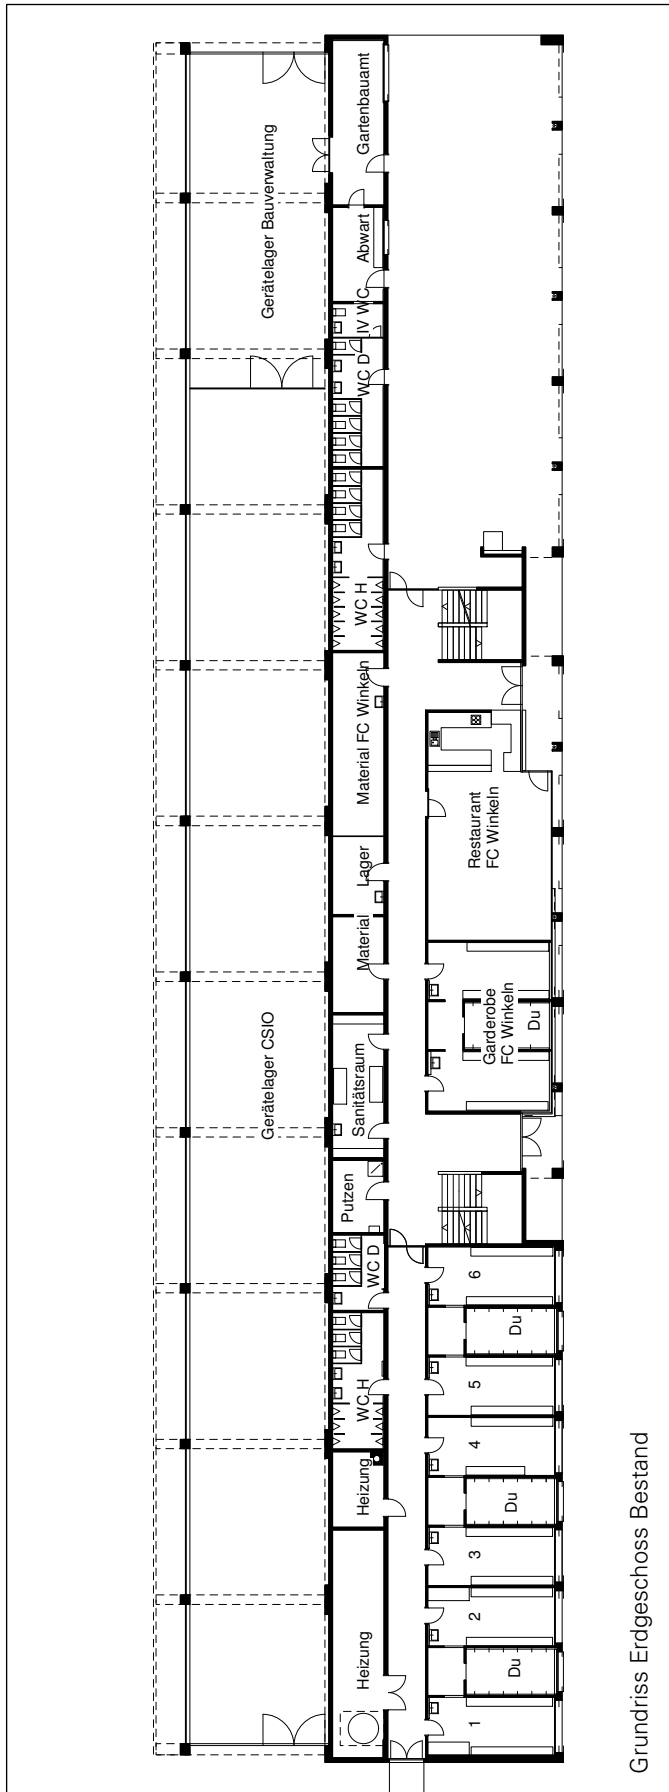 Gerätelager CSIO
Gerätelager Bauverwaltung
Heizung
Heizung
WC H
WC D
Putzen
Sanitätsraum
Material
Lager
Material FC Winkeln
WC H
WC D
IV WC
Abwart
Gartenbauamt
1
Du
2
3
Du
4
5
Du
6
Garderobe
FC Winkeln
Du
Restaurant
FC Winkeln
Grundriss Erdgeschoss Bestand